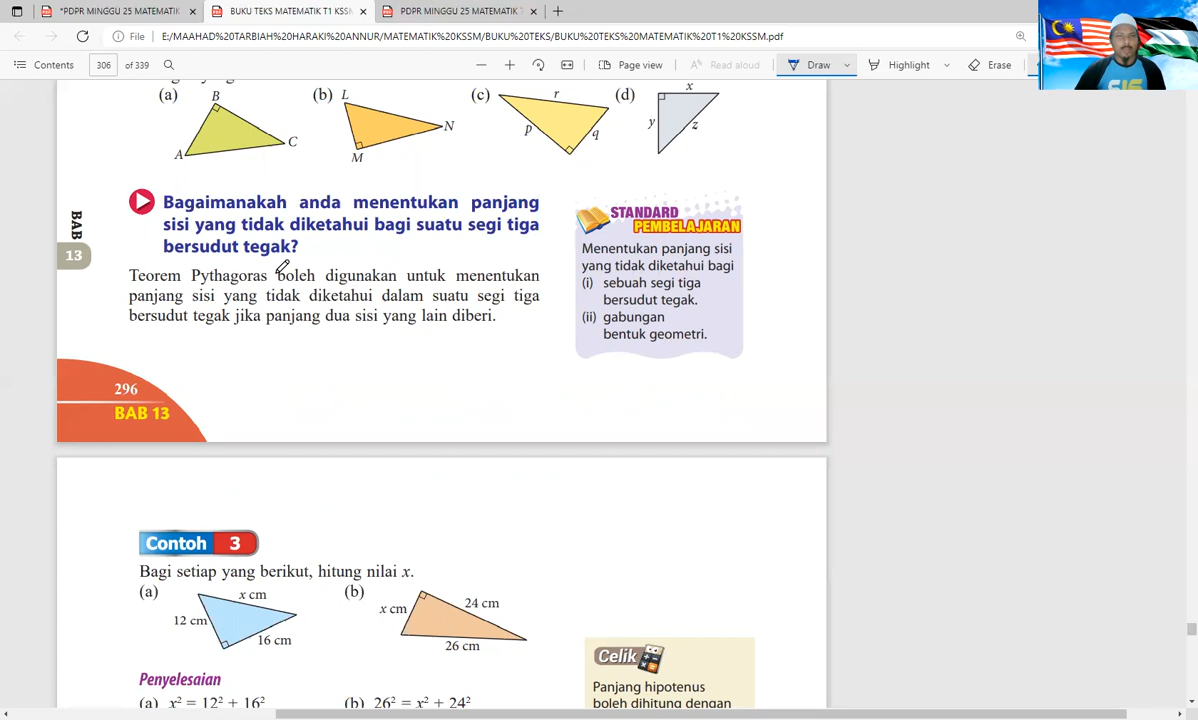 *PDPR MINGGU 25 MATEMATIK
BUKU TEKS MATEMATIK T1 KSSM
PDPR MINGGU 25 MATEMATIK
File
E:/MAAHAD%20TARBIAH%20HARAKI%20ANNUR/MATEMATIK%20KSSM/BUKU%20TEKS/BUKU%20TEKS%20MATEMATIK%20T1%20KSSM.pdf
Contents
306 of 339
Page view
Read aloud
Draw
Highlight
Erase
(a) B A C
(b) L M N
(c) r p q
(d) x y z
BAB
13
Bagaimanakah anda menentukan panjang
sisi yang tidak diketahui bagi suatu segi tiga
bersudut tegak?
Teorem Pythagoras boleh digunakan untuk menentukan
panjang sisi yang tidak diketahui dalam suatu segi tiga
bersudut tegak jika panjang dua sisi yang lain diberi.
STANDARD
PEMBELAJARAN
Menentukan panjang sisi
yang tidak diketahui bagi
(i) sebuah segi tiga
bersudut tegak.
(ii) gabungan
bentuk geometri.
296
BAB 13
Contoh 3
Bagi setiap yang berikut, hitung nilai x.
(a) x cm 12 cm 16 cm
(b) x cm 24 cm 26 cm
Penyelesaian
(a) x² = 12² + 16²
(b) 26² = x² + 24²
Celik
Panjang hipotenus
boleh dihitung dengan